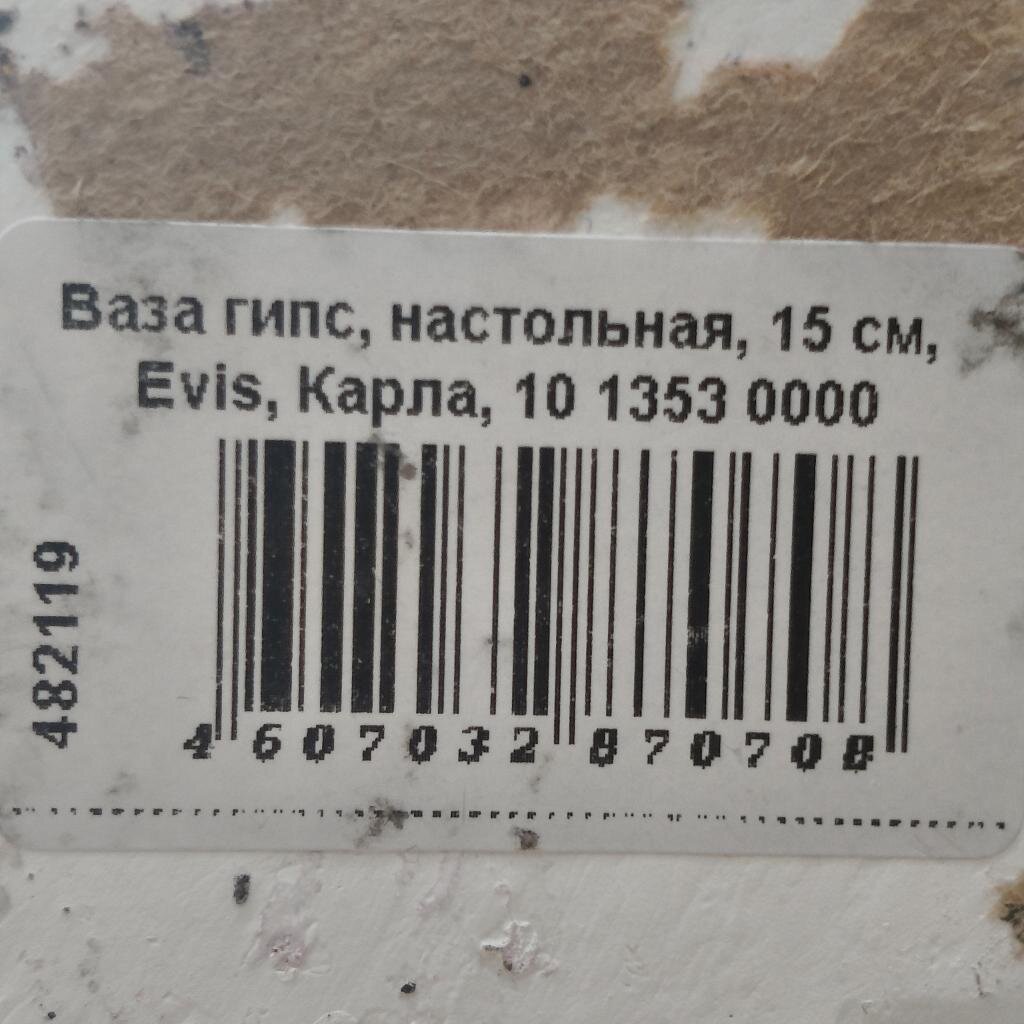 Ваза гипс, настольная, 15 см,
Evis, Карла, 10 1353 0000
482119
4 607032 870708